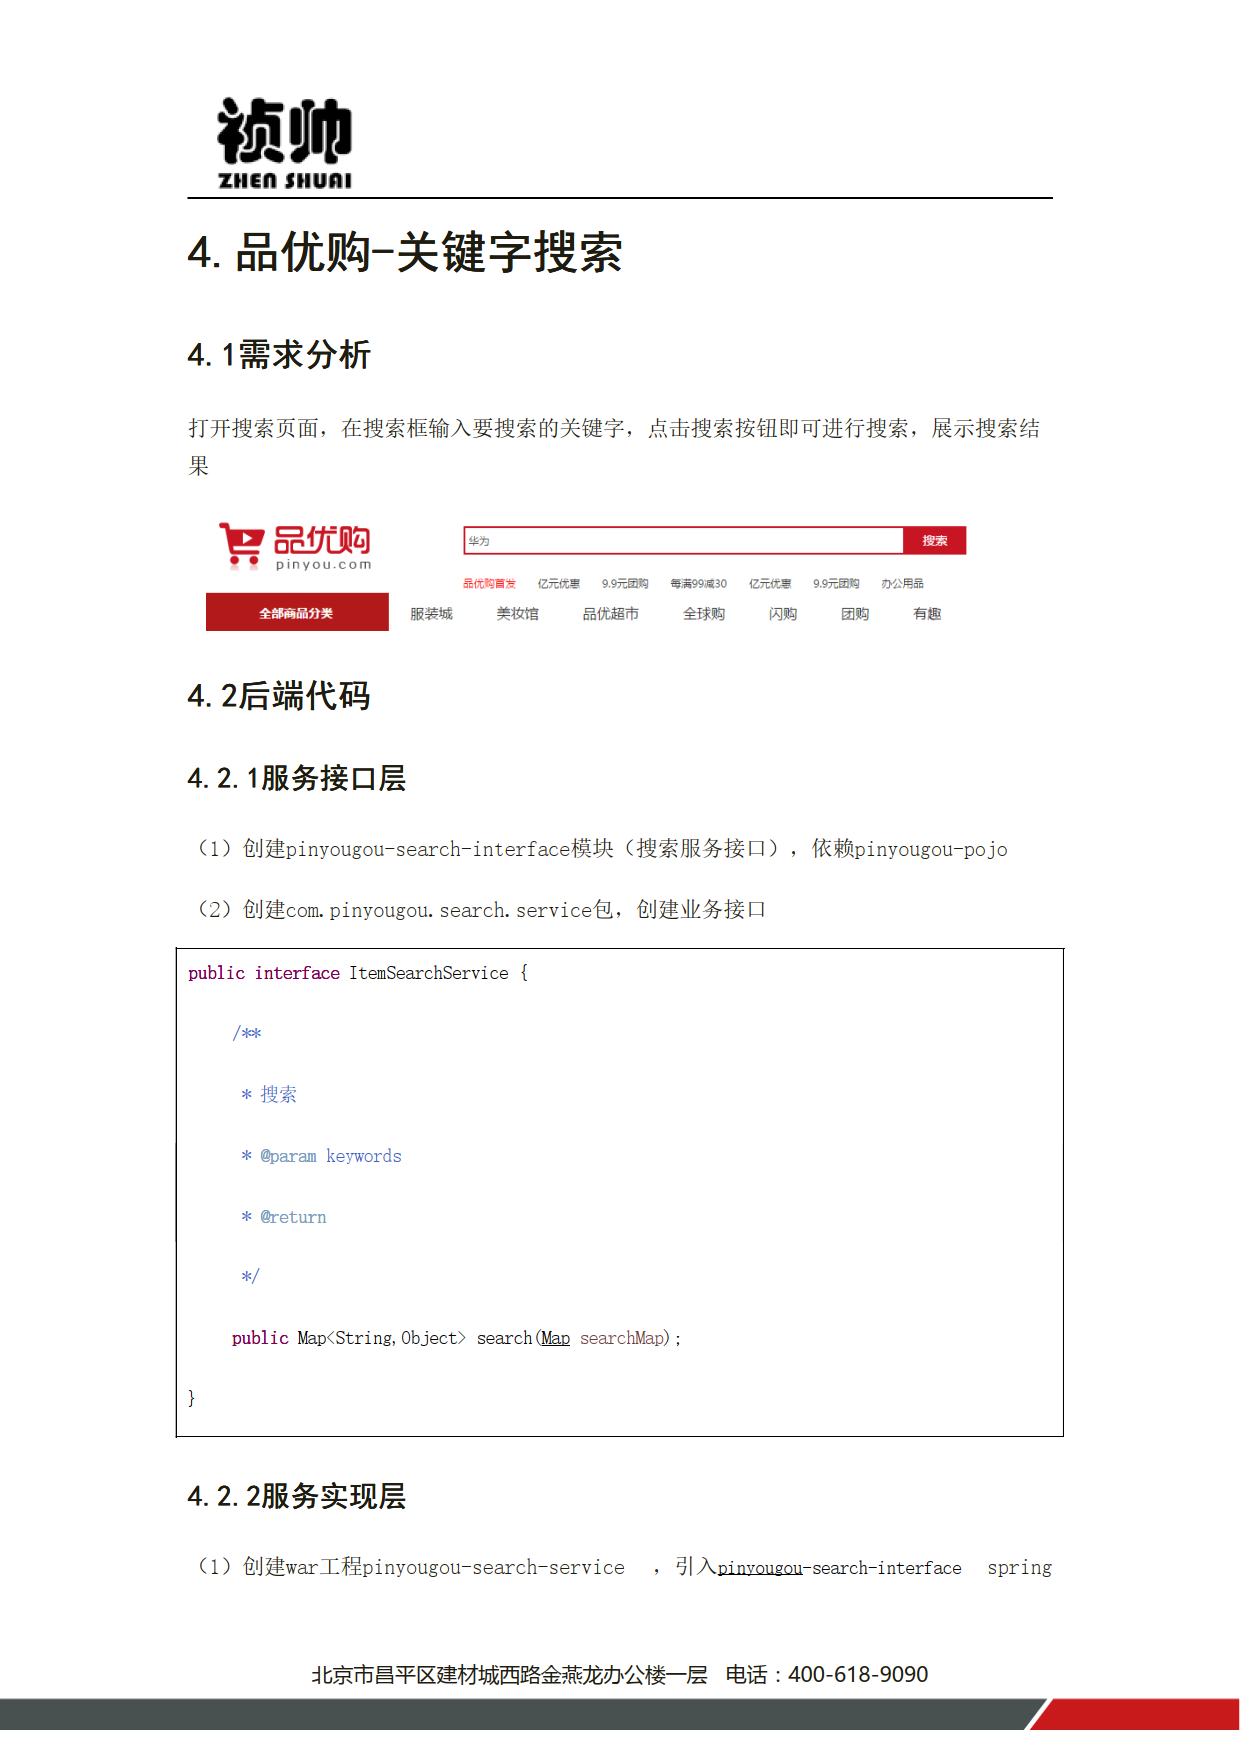 祯帅
ZHEN SHUAI
4. 品优购-关键字搜索
4.1需求分析
打开搜索页面，在搜索框输入要搜索的关键字，点击搜索按钮即可进行搜索，展示搜索结
果
品优购
pinyou.com
华为 搜索
品优购首发 亿元优惠 9.9元团购 每满99减30 亿元优惠 9.9元团购 办公用品
全部商品分类 服装城 美妆馆 品优超市 全球购 闪购 团购 有趣
4.2后端代码
4.2.1服务接口层
（1）创建pinyougou-search-interface模块（搜索服务接口），依赖pinyougou-pojo
（2）创建com.pinyougou.search.service包，创建业务接口
public interface ItemSearchService {
/**
* 搜索
* @param keywords
* @return
*/
public Map<String,Object> search(Map searchMap);
}
4.2.2服务实现层
（1）创建war工程pinyougou-search-service ，引入pinyougou-search-interface spring
北京市昌平区建材城西路金燕龙办公楼一层 电话：400-618-9090